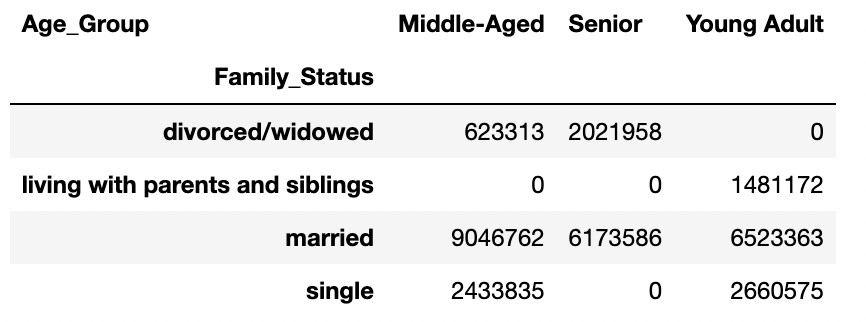 Age_Group Middle-Aged Senior Young Adult
Family_Status
divorced/widowed 623313 2021958 0
living with parents and siblings 0 0 1481172
married 9046762 6173586 6523363
single 2433835 0 2660575